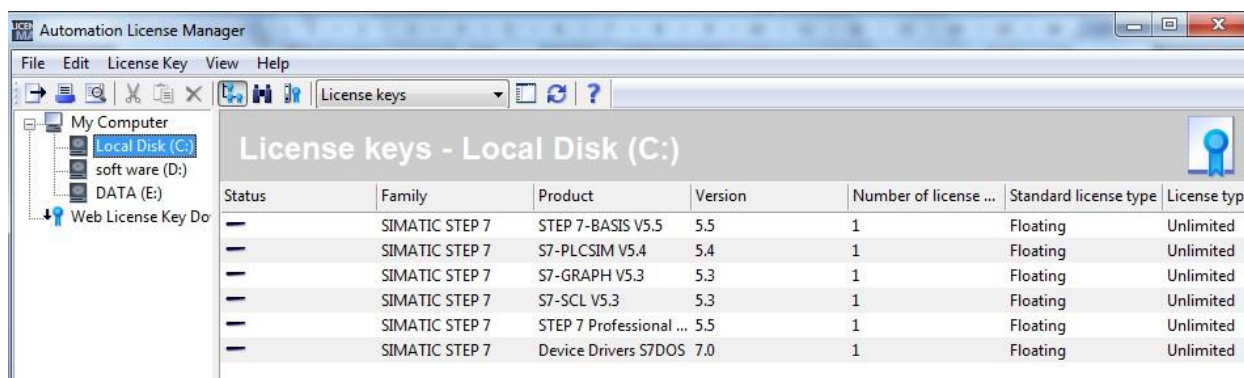 Automation License Manager
File Edit License Key View Help
License keys
My Computer
Local Disk (C:)
soft ware (D:)
DATA (E:)
Web License Key Do
License keys - Local Disk (C:)
Status Family Product Version Number of license ... Standard license type License typ
SIMATIC STEP 7 STEP 7-BASIS V5.5 5.5 1 Floating Unlimited
SIMATIC STEP 7 S7-PLCSIM V5.4 5.4 1 Floating Unlimited
SIMATIC STEP 7 S7-GRAPH V5.3 5.3 1 Floating Unlimited
SIMATIC STEP 7 S7-SCL V5.3 5.3 1 Floating Unlimited
SIMATIC STEP 7 STEP 7 Professional ... 5.5 1 Floating Unlimited
SIMATIC STEP 7 Device Drivers S7DOS 7.0 1 Floating Unlimited